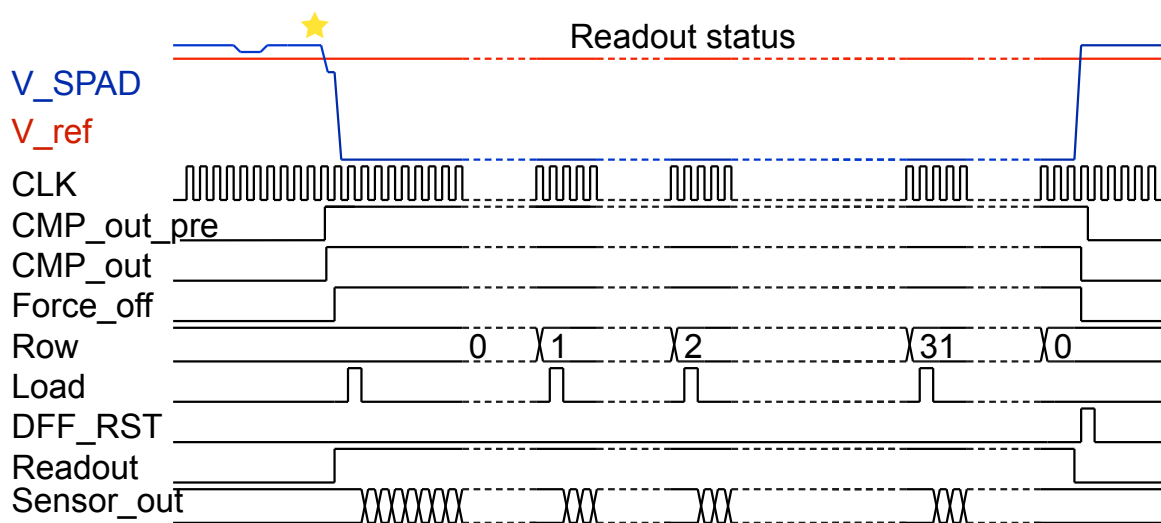 Readout status
V_SPAD
V_ref
CLK
CMP_out_pre
CMP_out
Force_off
Row 0 1 2 31 0
Load
DFF_RST
Readout
Sensor_out